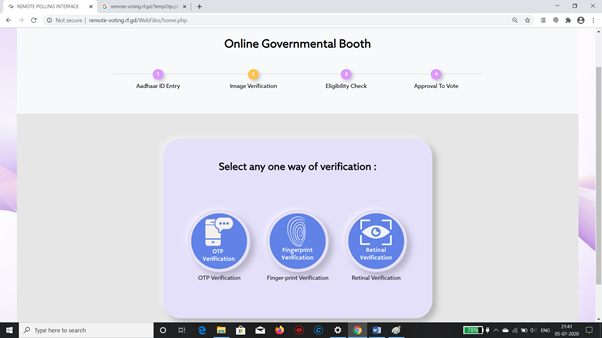 REMOTE POLLING INTERFACE
remote-voting.rf.gd/TempOtp.p
Not secure | remote-voting.rf.gd/WebFiles/home.php
Online Governmental Booth
1 2 3 4
Aadhaar ID Entry Image Verification Eligibility Check Approval To Vote
Select any one way of verification :
OTP Verification Fingerprint Verification Retinal Verification
OTP Verification Finger-print Verification Retinal Verification
Type here to search
78% ENG 21:41
05-07-2020